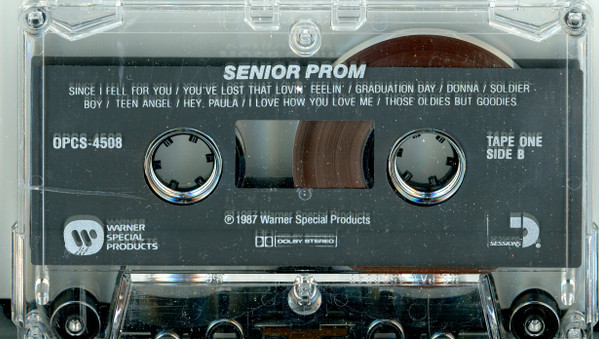 SENIOR PROM
SINCE I FELL FOR YOU / YOU'VE LOST THAT LOVIN' FEELIN' / GRADUATION DAY / DONNA / SOLDIER
BOY / TEEN ANGEL / HEY, PAULA / I LOVE HOW YOU LOVE ME / THOSE OLDIES BUT GOODIES
OPCS-4508
TAPE ONE
SIDE B
B
℗ 1987 Warner Special Products
DOLBY STEREO
WARNER
SPECIAL
PRODUCTS
SESSIONS